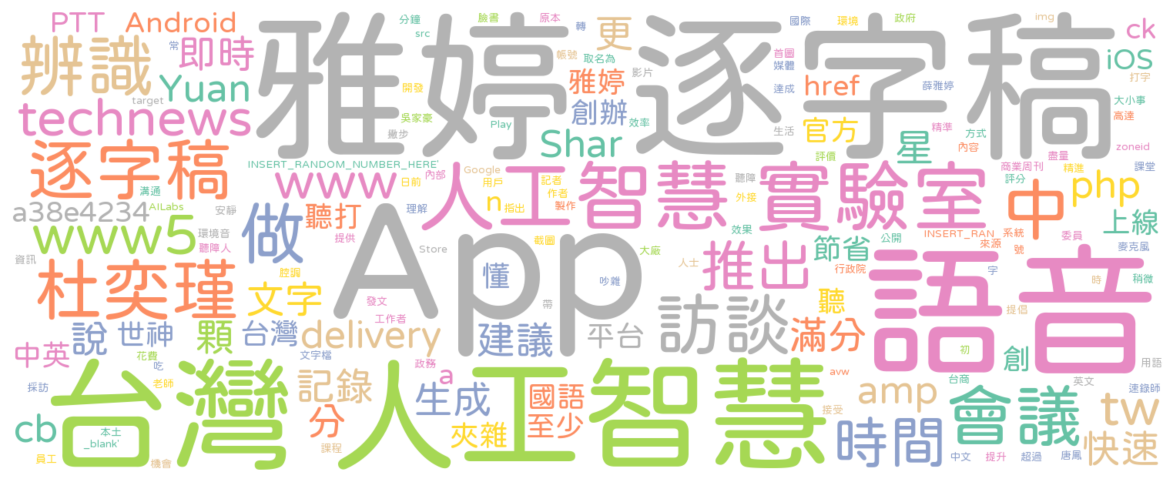 PTT
Android
分鐘
臉書
原本
轉
國際
環境
政府
img
常
src
帳號
首圖
ck
辨識
即時
雅婷逐字稿
更
取名為
媒體
iOS
target
Yuan
開發
雅婷
影片
達成
href
薛雅婷
打字
technews
吳家豪
撇步
創辦
效率
生活
官方
精準
方式
大小事
高達
Play
Shar
評價
星
內容
zoneid
逐字稿
INSERT_RANDOM_NUMBER_HERE'
Google
記者
聽障
商業周刊
盡量
精進
課堂
溝通
AILabs
www
日前
內部
用戶
作者
人工智慧實驗室
評分
php
a38e4234
安靜
聽打
理解
n
指出
製作
外接
中
www5
環境音
聽障人
提供
Store
截圖
效果
公開
INSERT_RAN
系統
委員
上線
做
來源
號
麥克風
資訊
杜奕瑾
App
大廠
推出
節省
語音
腔調
懂
吵雜
人士
行政院
字
時
稍微
文字
帶
聽
提倡
發文
工作者
訪談
說
世神
顆
台灣
delivery
建議
平台
滿分
初
中英
花費
文字檔
政務
創
用語
採訪
吃
老師
台灣人工智慧
記錄
a
生成
國語
avw
amp
台商
英文
速錄師
會議
tw
cb
本土
_blank'
分
夾雜
至少
接受
時間
快速
員工
機會
課程
中文
提升
超過
唐鳳